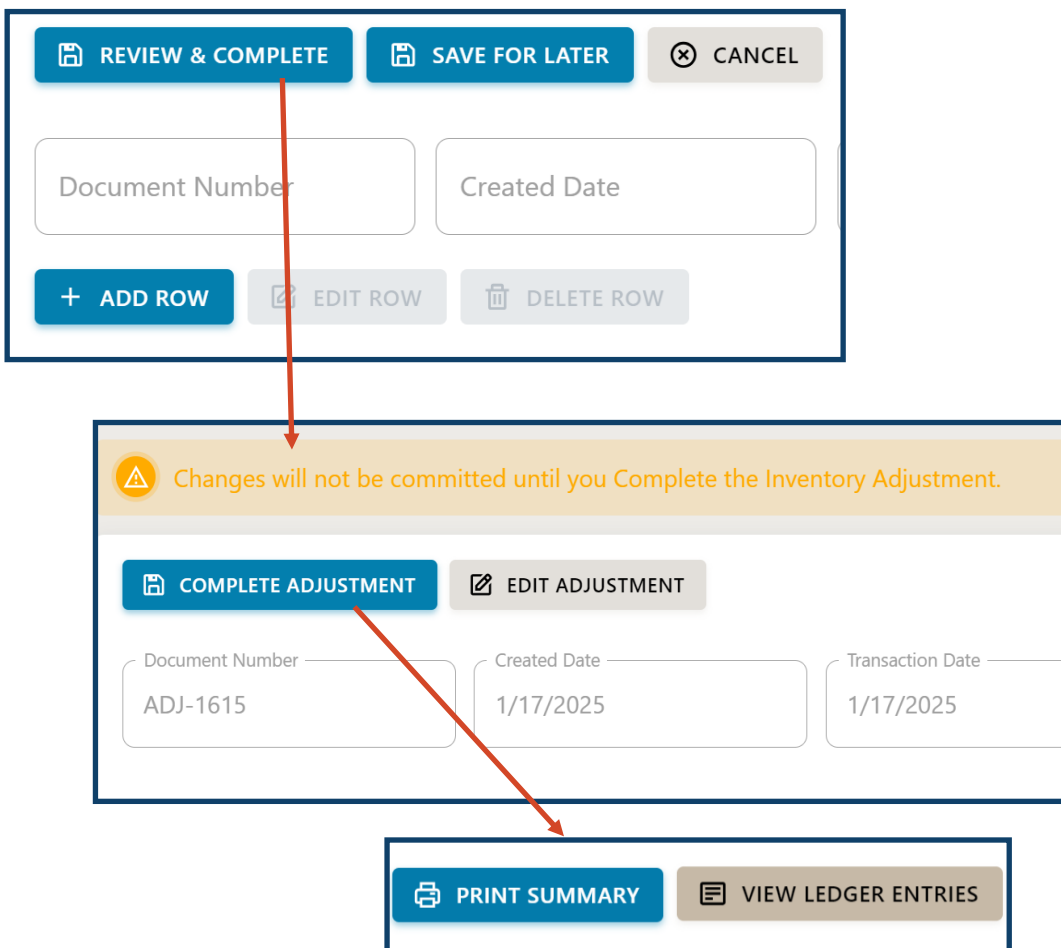 REVIEW & COMPLETE SAVE FOR LATER CANCEL
Document Number Created Date
+ ADD ROW EDIT ROW DELETE ROW
Changes will not be committed until you Complete the Inventory Adjustment.
COMPLETE ADJUSTMENT EDIT ADJUSTMENT
Document Number Created Date Transaction Date
ADJ-1615 1/17/2025 1/17/2025
PRINT SUMMARY VIEW LEDGER ENTRIES